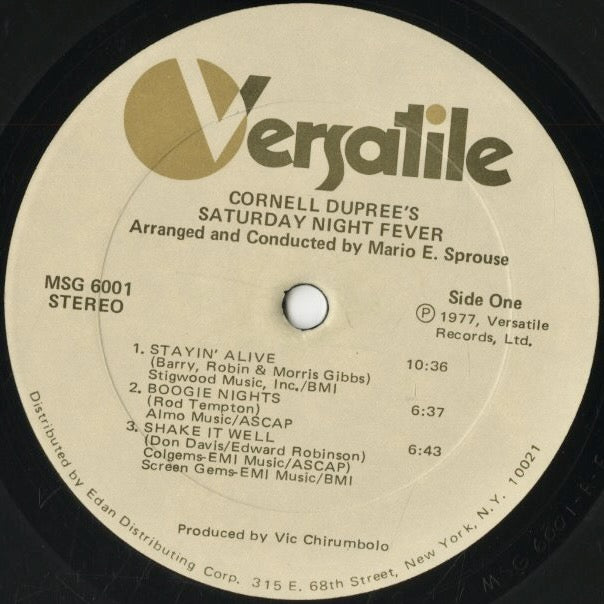 Versatile
CORNELL DUPREE'S
SATURDAY NIGHT FEVER
Arranged and Conducted by Mario E. Sprouse
MSG 6001
STEREO
Side One
Ⓟ 1977, Versatile
Records, Ltd.
1. STAYIN' ALIVE 10:36
(Barry, Robin & Morris Gibbs)
Stigwood Music, Inc./BMI
2. BOOGIE NIGHTS 6:37
(Rod Tempton)
Almo Music/ASCAP
3. SHAKE IT WELL 6:43
(Don Davis/Edward Robinson)
Colgems-EMI Music/ASCAP)
Screen Gems-EMI Music/BMI
Produced by Vic Chirumbolo
Distributed by Edan Distributing Corp. 315 E. 68th Street, New York, N.Y. 10021